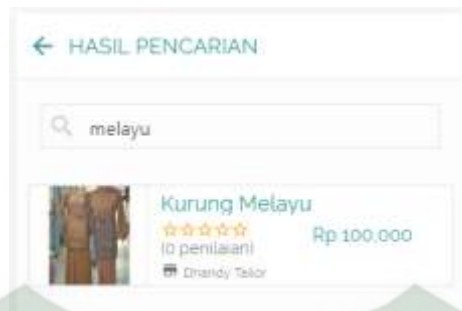 HASIL PENCARIAN
melayu
Kurung Melayu
(0 penilaian)
Rp 100,000
Dhandy Tailor